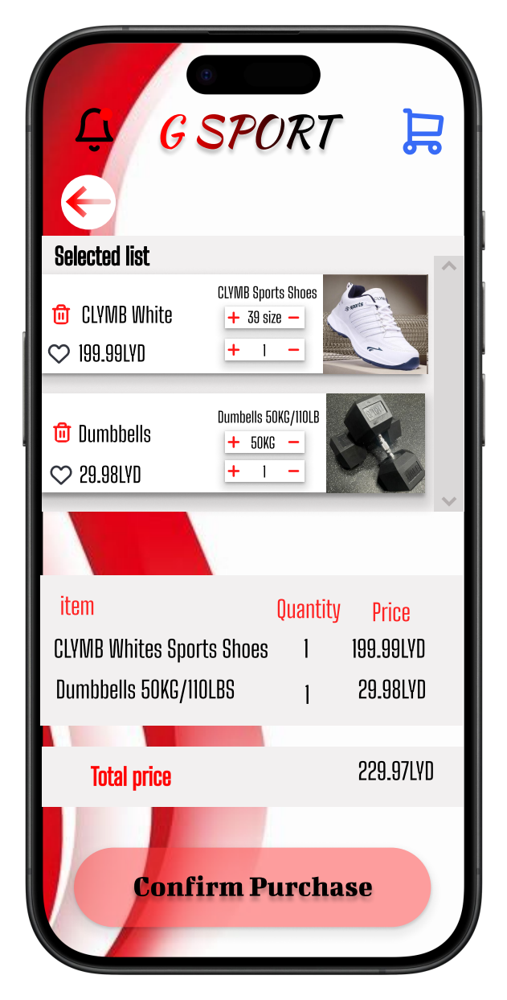 G SPORT
Selected list
CLYMB Sports Shoes
CLYMB White
39 size
199.99LYD
1
sports
Dumbells 50KG/110LB
Dumbbells
50KG
29.98LYD
1
item Quantity Price
CLYMB Whites Sports Shoes 1 199.99LYD
Dumbbells 50KG/110LBS 1 29.98LYD
Total price 229.97LYD
Confirm Purchase